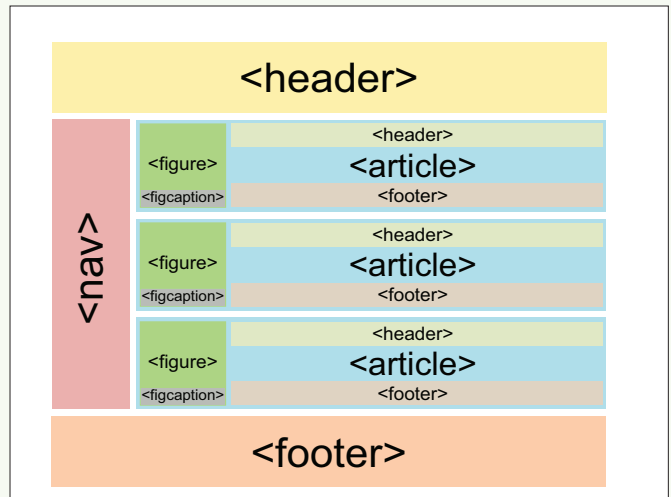 <header>
<nav>
<figure>
<figcaption>
<header>
<article>
<footer>
<figure>
<figcaption>
<header>
<article>
<footer>
<figure>
<figcaption>
<header>
<article>
<footer>
<footer>